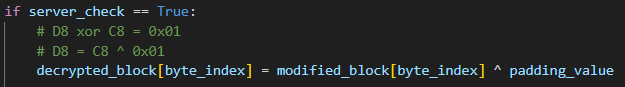 if server_check == True:
# D8 xor C8 = 0x01
# D8 = C8 ^ 0x01
decrypted_block[byte_index] = modified_block[byte_index] ^ padding_value